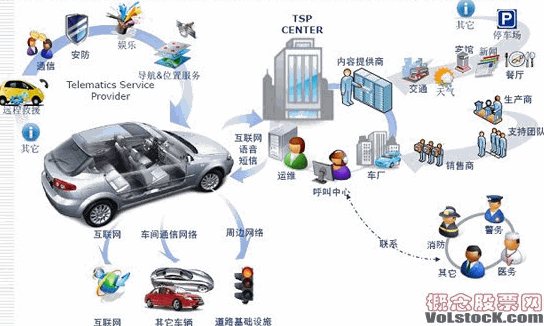 TSP
CENTER
其它
停车场
娱乐
安防
通信
导航&位置服务
宾馆
新闻
餐厅
内容提供商
交通
天气
Telematics Service
Provider
远程救援
其它
生产商
支持团队
互联网
语音
短信
运维
呼叫中心
车厂
销售商
互联网
车间通信网络
周边网络
联系
消防
警务
其它
医务
互联网
其它车辆
道路基础设施
概念股票网
VolstocK.com